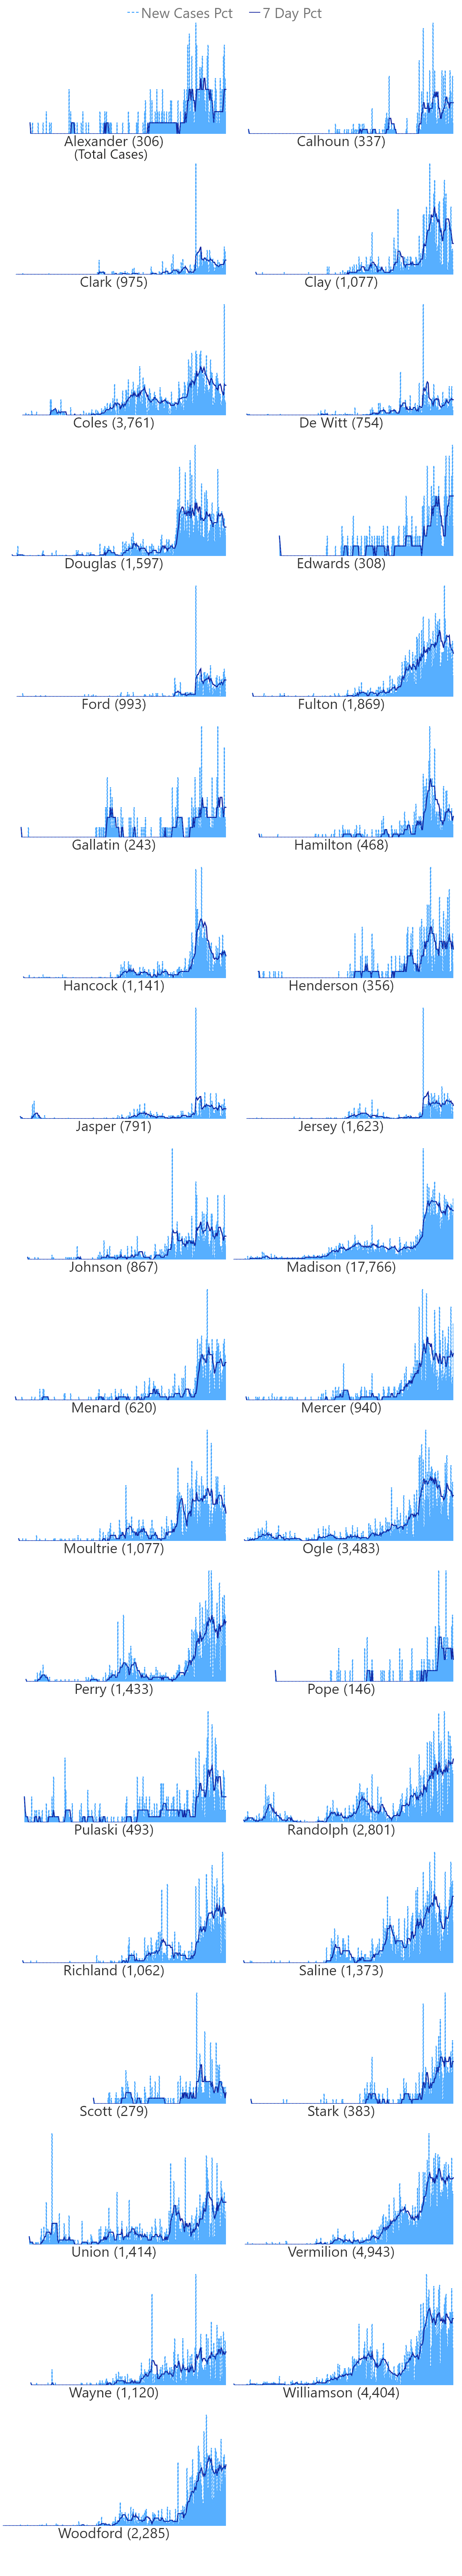 New Cases Pct 7 Day Pct
Alexander (306) Calhoun (337)
(Total Cases)
Clark (975) Clay (1,077)
Coles (3,761) De Witt (754)
Douglas (1,597) Edwards (308)
Ford (993) Fulton (1,869)
Gallatin (243) Hamilton (468)
Hancock (1,141) Henderson (356)
Jasper (791) Jersey (1,623)
Johnson (867) Madison (17,766)
Menard (620) Mercer (940)
Moultrie (1,077) Ogle (3,483)
Perry (1,433) Pope (146)
Pulaski (493) Randolph (2,801)
Richland (1,062) Saline (1,373)
Scott (279) Stark (383)
Union (1,414) Vermilion (4,943)
Wayne (1,120) Williamson (4,404)
Woodford (2,285)